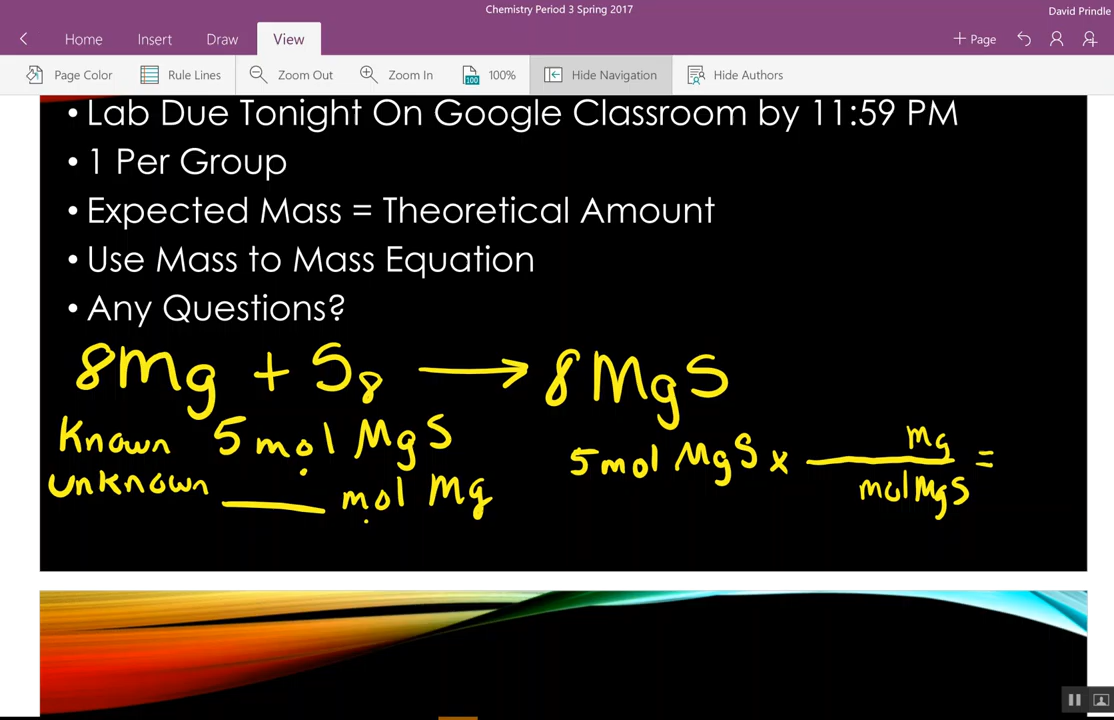 Chemistry Period 3 Spring 2017
David Prindle
Home Insert Draw View + Page
Page Color Rule Lines Zoom Out Zoom In 100 100% Hide Navigation Hide Authors
• Lab Due Tonight On Google Classroom by 11:59 PM
• 1 Per Group
• Expected Mass = Theoretical Amount
• Use Mass to Mass Equation
• Any Questions?
8Mg + S8 → 8MgS
Known 5 mol MgS
unknown ____ mol Mg
5mol MgS x mg / mol MgS =